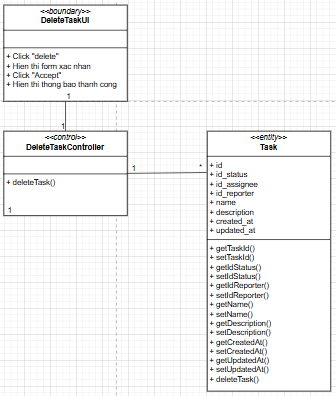 <<boundary>>
DeleteTaskUI
+ Click "delete"
+ Hien thi form xac nhan
+ Click "Accept"
+ Hien thi thong bao thanh cong
1
1
<<control>>
DeleteTaskController
+ deleteTask()
1
1
*
<<entity>>
Task
+ id
+ id_status
+ id_assignee
+ id_reporter
+ name
+ description
+ created_at
+ updated_at
+ getTaskId()
+ setTaskId()
+ getIdStatus()
+ setIdStatus()
+ getIdReporter()
+ setIdReporter()
+ getName()
+ setName()
+ getDescription()
+ setDescription()
+ getCreatedAt()
+ setCreatedAt()
+ getUpdatedAt()
+ setUpdatedAt()
+ deleteTask()